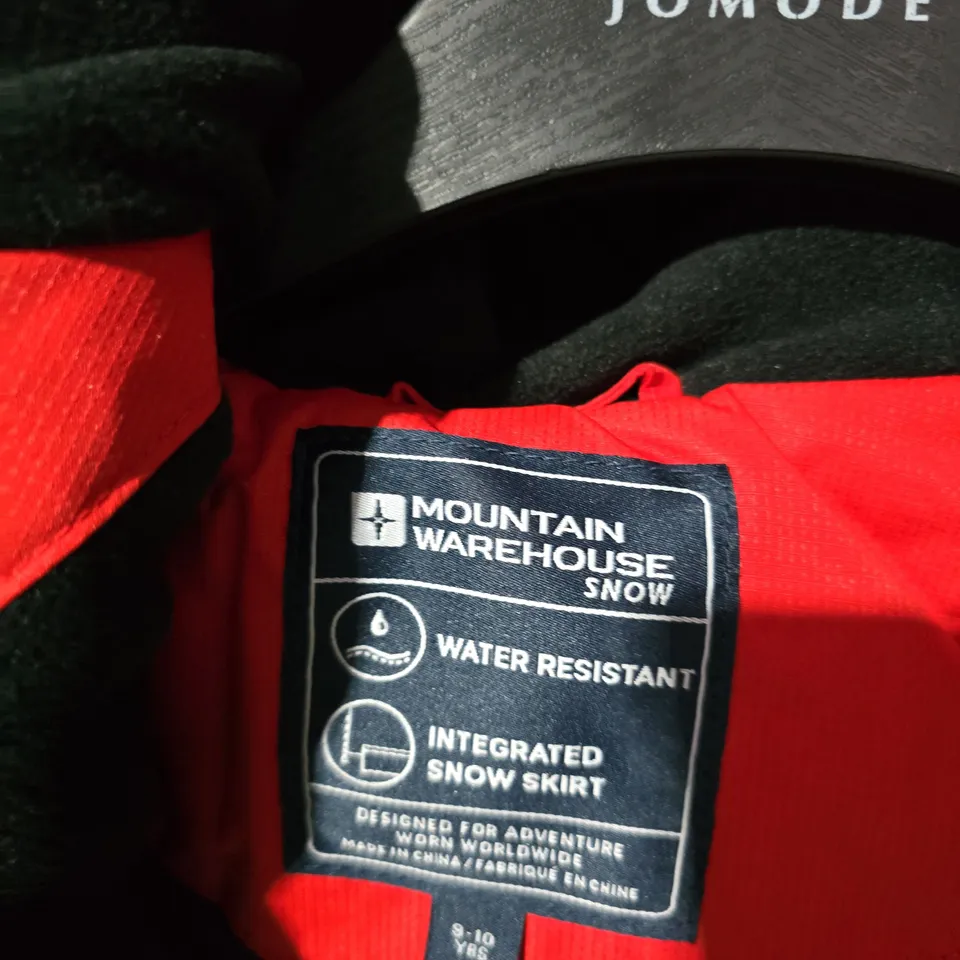 JOMODE
MOUNTAIN
WAREHOUSE
SNOW
WATER RESISTANT
INTEGRATED
SNOW SKIRT
DESIGNED FOR ADVENTURE
WORN WORLDWIDE
MADE IN CHINA / FABRIQUÉ EN CHINE
9-10
YRS